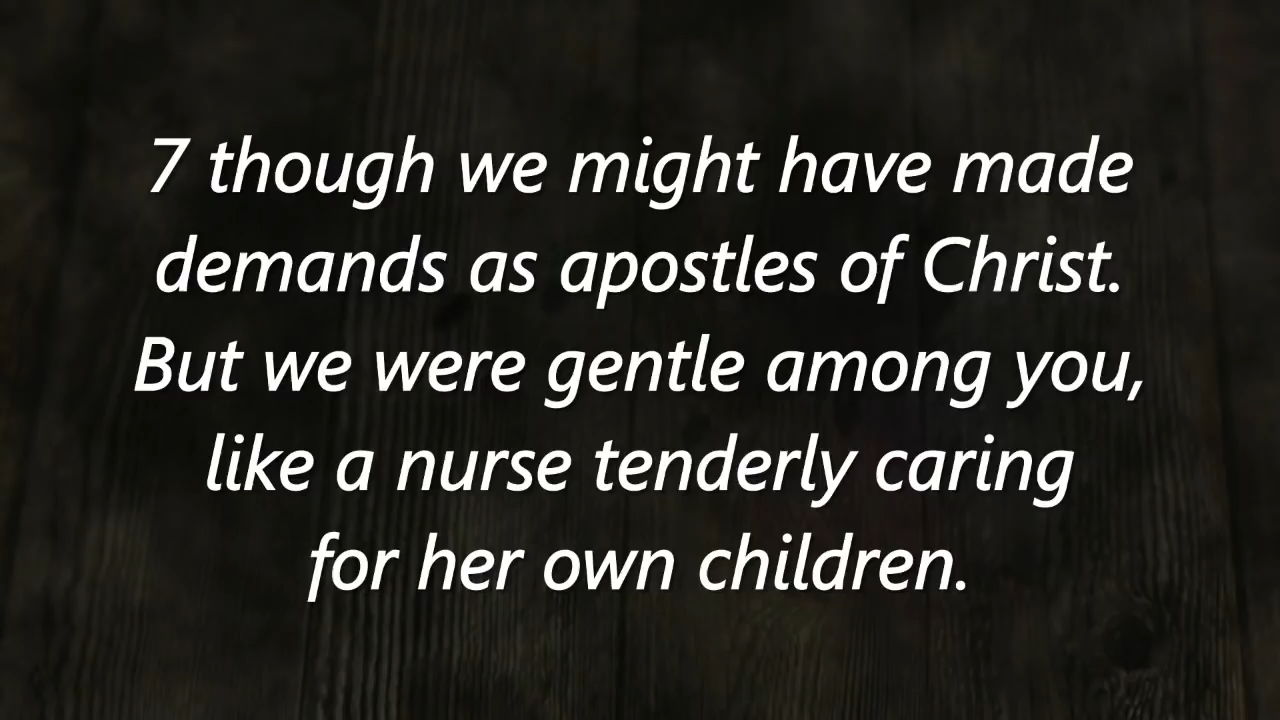 7 though we might have made
demands as apostles of Christ.
But we were gentle among you,
like a nurse tenderly caring
for her own children.